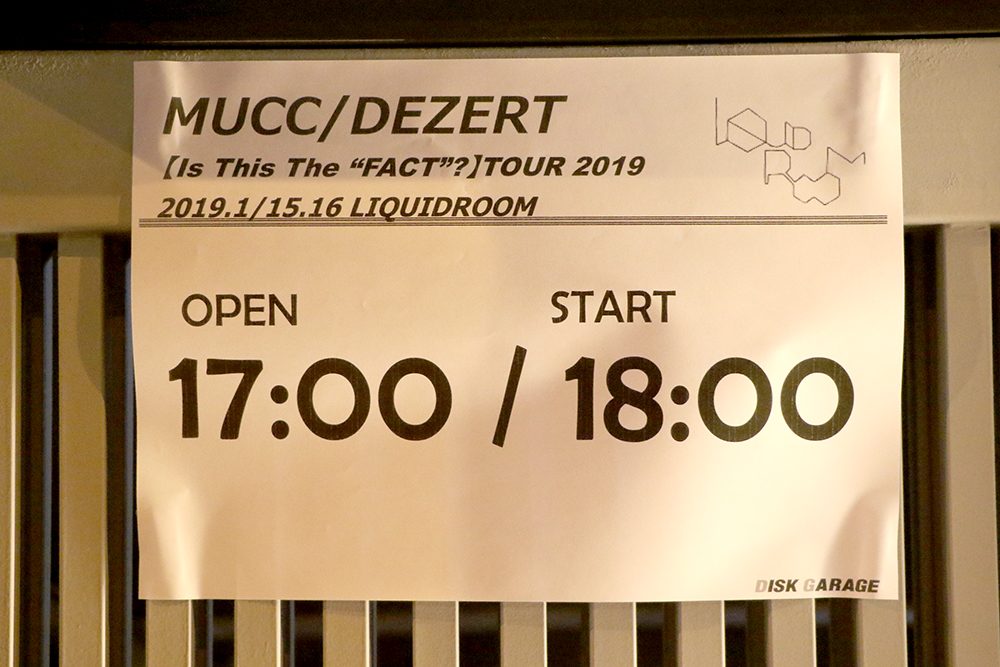 MUCC/DEZERT
【Is This The “FACT”?】TOUR 2019
2019.1/15.16 LIQUIDROOM
LIQUID
ROOM
OPEN
START
17:00 / 18:00
DISK GARAGE